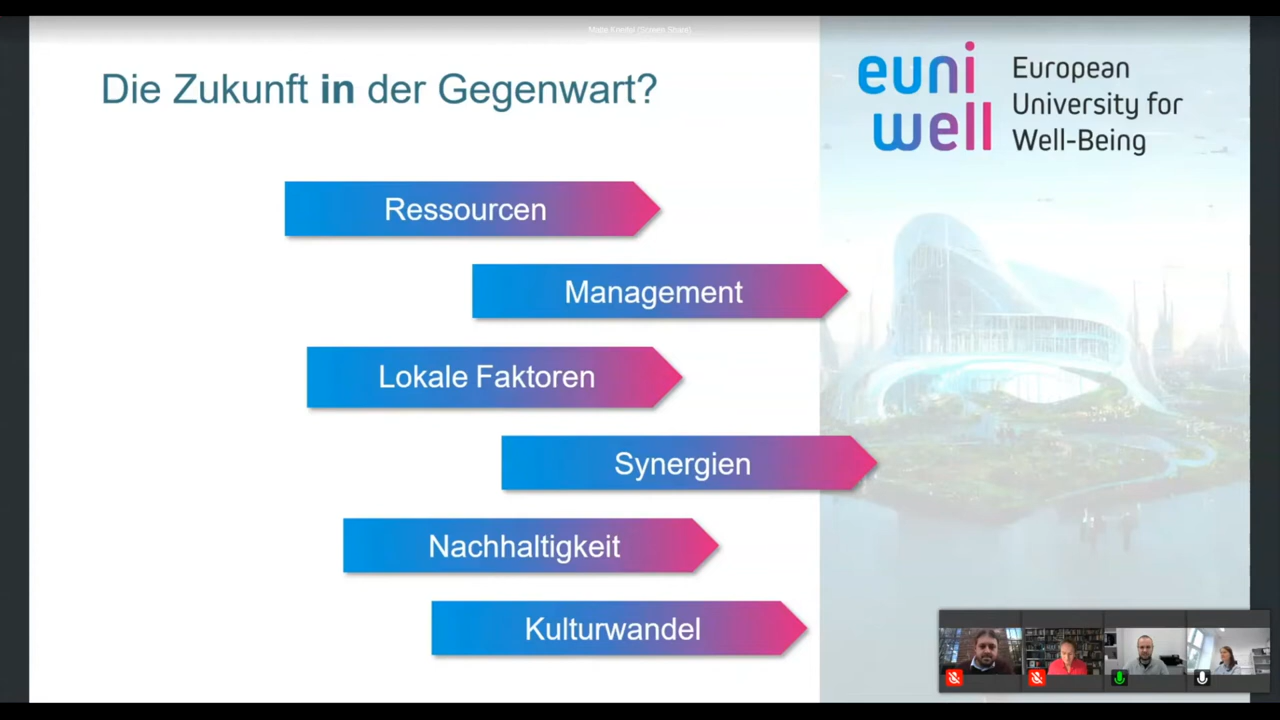 Die Zukunft in der Gegenwart?
euni
well
European
University for
Well-Being
Ressourcen
Management
Lokale Faktoren
Synergien
Nachhaltigkeit
Kulturwandel